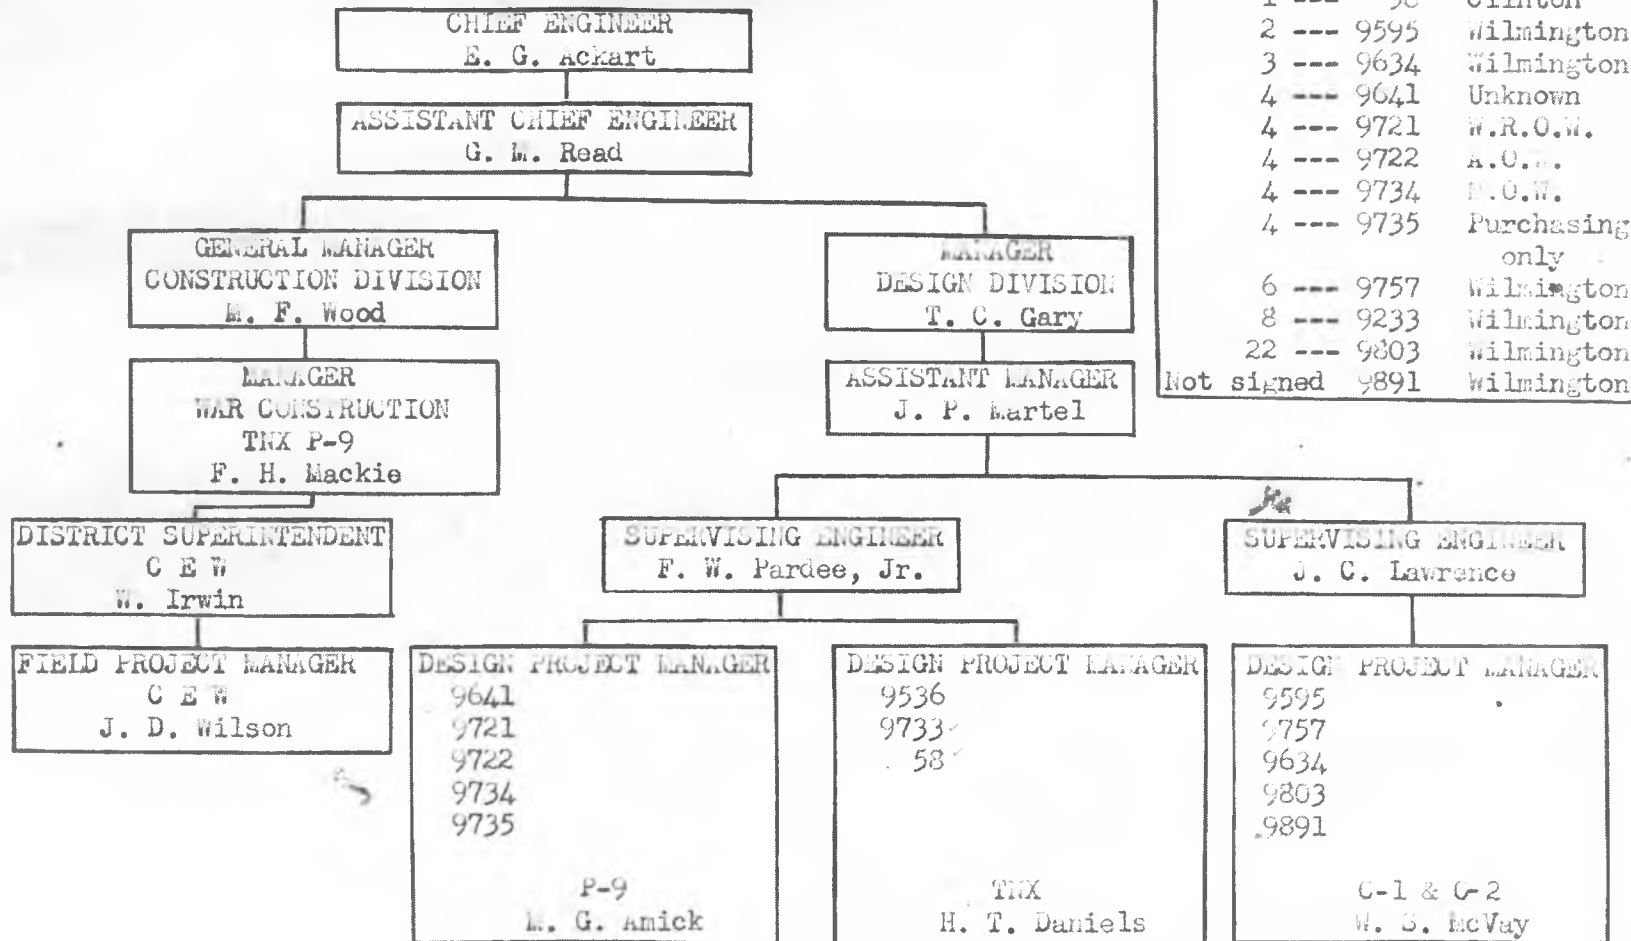 CHIEF ENGINEER
E. G. Ackart
ASSISTANT CHIEF ENGINEER
G. M. Read
GENERAL MANAGER
CONSTRUCTION DIVISION
M. F. Wood
MANAGER
DESIGN DIVISION
T. C. Gary
MANAGER
WAR CONSTRUCTION
TNX P-9
F. H. Mackie
ASSISTANT MANAGER
J. P. Martel
1 --- 58 Clinton
2 --- 9595 Wilmington
3 --- 9634 Wilmington
4 --- 9641 Unknown
4 --- 9721 W.R.O.W.
4 --- 9722 A.O.W.
4 --- 9734 M.O.W.
4 --- 9735 Purchasing
only
6 --- 9757 Wilmington
8 --- 9233 Wilmington
22 --- 9803 Wilmington
Not signed 9891 Wilmington
DISTRICT SUPERINTENDENT
C E W
W. Irwin
SUPERVISING ENGINEER
F. W. Pardee, Jr.
SUPERVISING ENGINEER
J. C. Lawrence
FIELD PROJECT MANAGER
C E W
J. D. Wilson
DESIGN PROJECT MANAGER
9641
9721
9722
9734
9735
P-9
M. G. Amick
DESIGN PROJECT MANAGER
9536
9733
58
TNX
H. T. Daniels
DESIGN PROJECT MANAGER
9595
9757
9634
9803
9891
C-1 & C-2
W. S. McVay